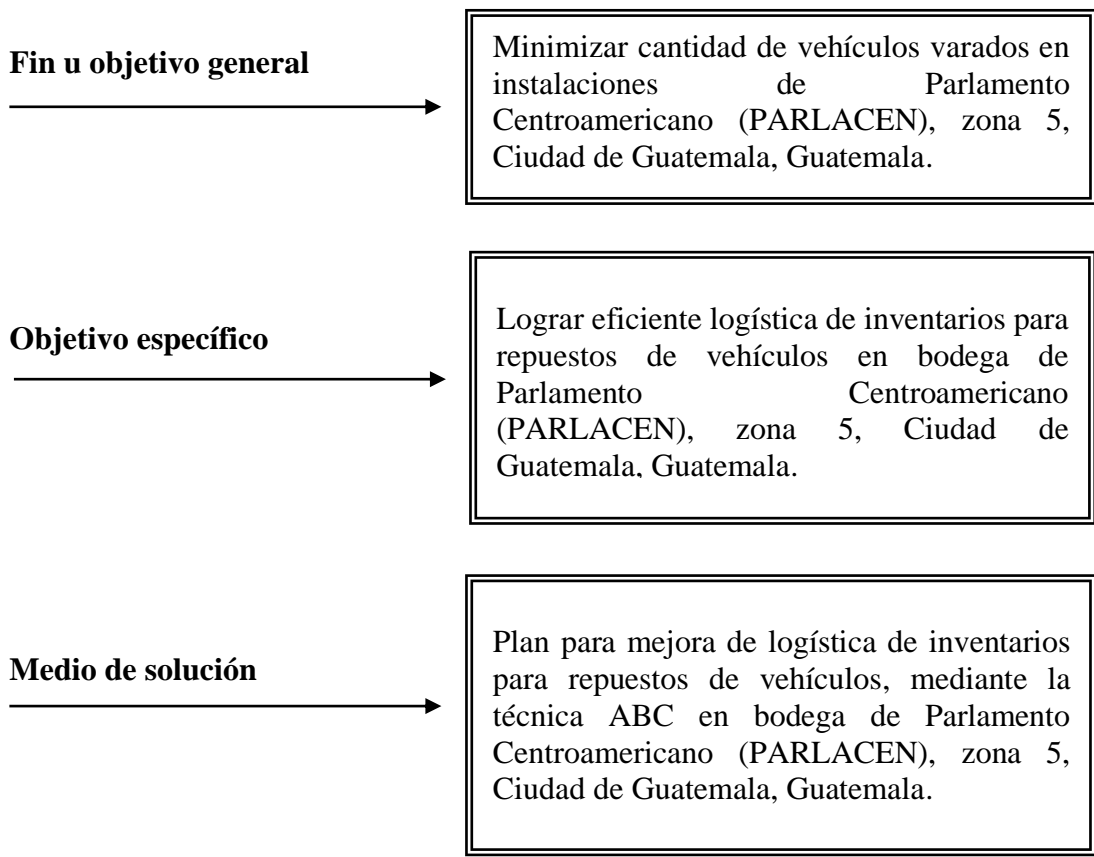 Fin u objetivo general
Minimizar cantidad de vehículos varados en
instalaciones de Parlamento
Centroamericano (PARLACEN), zona 5,
Ciudad de Guatemala, Guatemala.
Objetivo específico
Lograr eficiente logística de inventarios para
repuestos de vehículos en bodega de
Parlamento Centroamericano
(PARLACEN), zona 5, Ciudad de
Guatemala, Guatemala.
Medio de solución
Plan para mejora de logística de inventarios
para repuestos de vehículos, mediante la
técnica ABC en bodega de Parlamento
Centroamericano (PARLACEN), zona 5,
Ciudad de Guatemala, Guatemala.